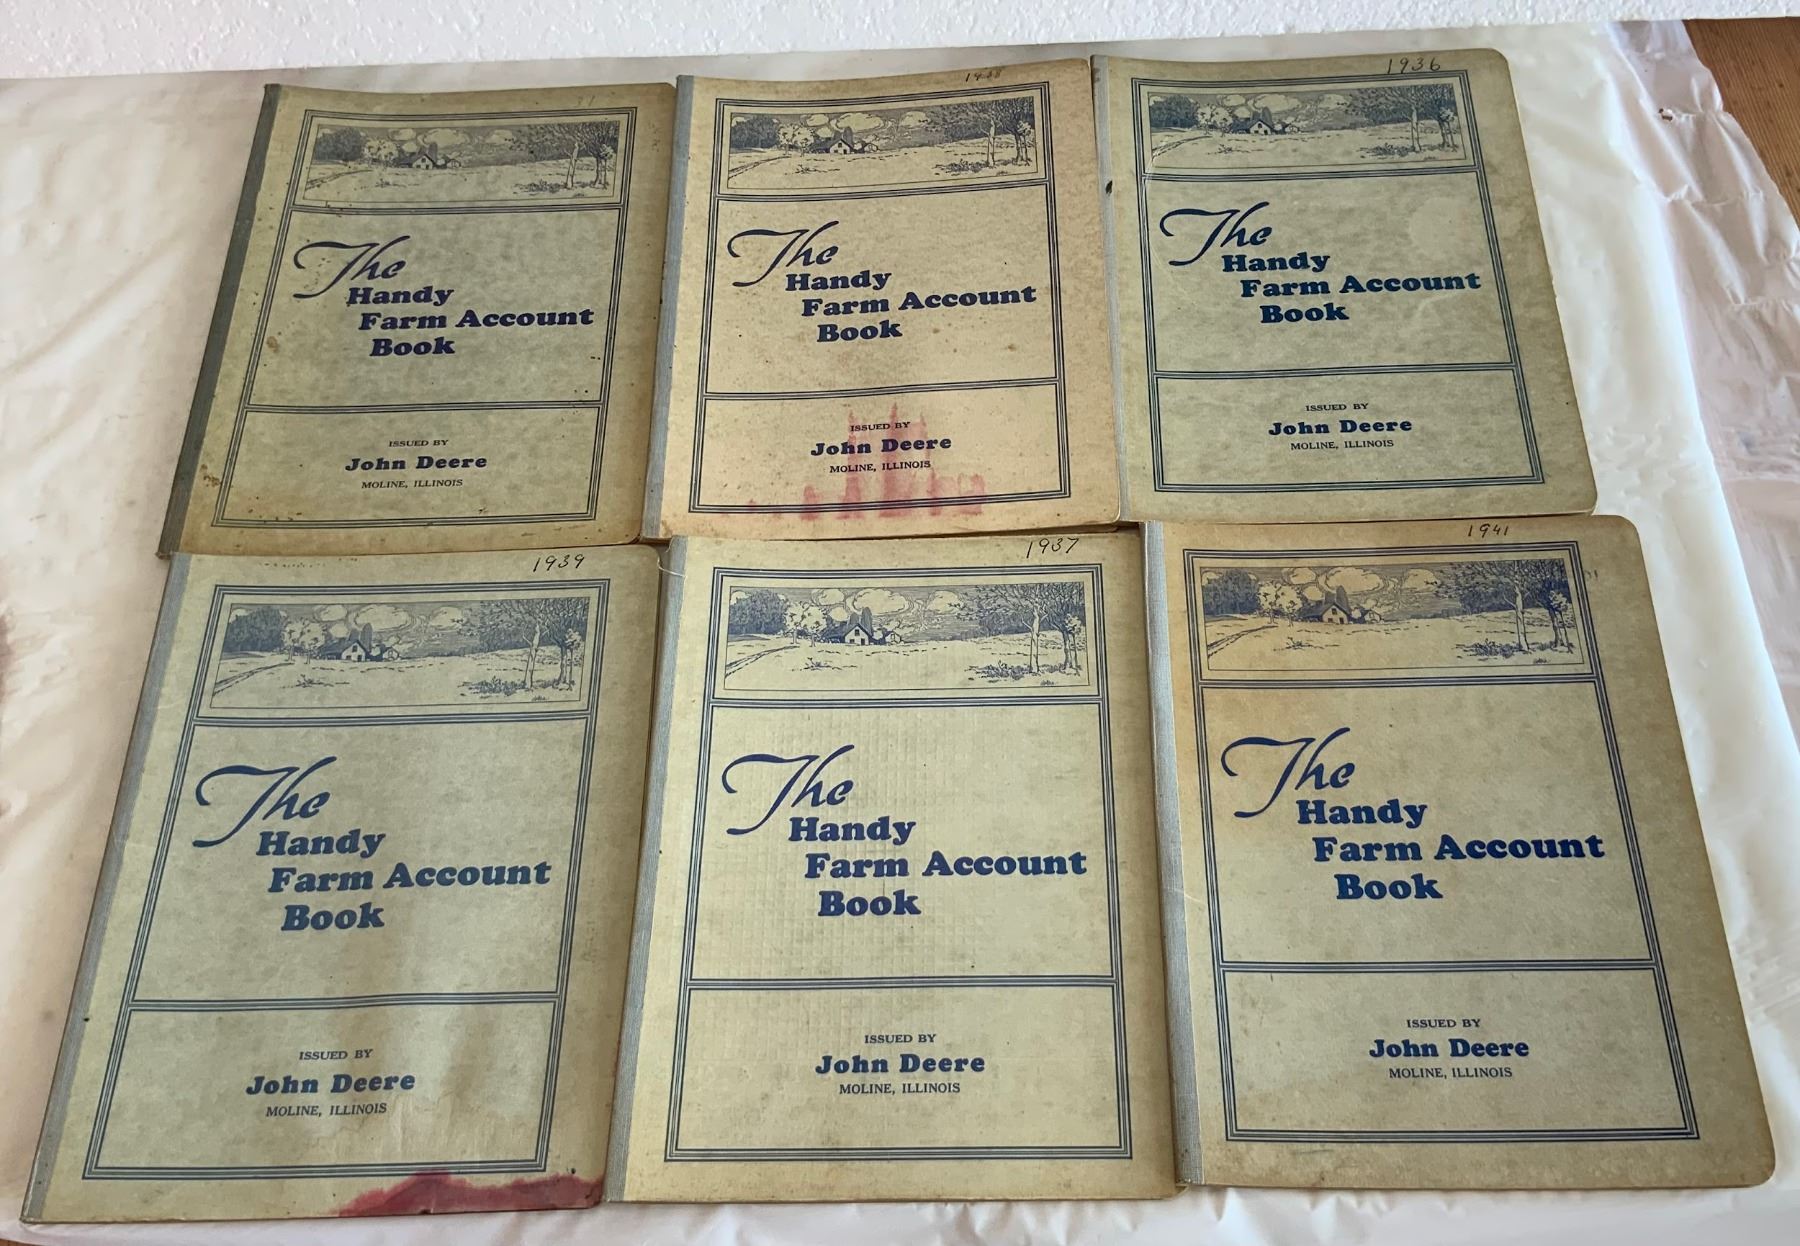 The
Handy
Farm Account
Book
ISSUED BY
John Deere
MOLINE, ILLINOIS
1938
The
Handy
Farm Account
Book
ISSUED BY
John Deere
MOLINE, ILLINOIS
1936
The
Handy
Farm Account
Book
ISSUED BY
John Deere
MOLINE, ILLINOIS
1939
The
Handy
Farm Account
Book
ISSUED BY
John Deere
MOLINE, ILLINOIS
1937
The
Handy
Farm Account
Book
ISSUED BY
John Deere
MOLINE, ILLINOIS
1941
The
Handy
Farm Account
Book
ISSUED BY
John Deere
MOLINE, ILLINOIS